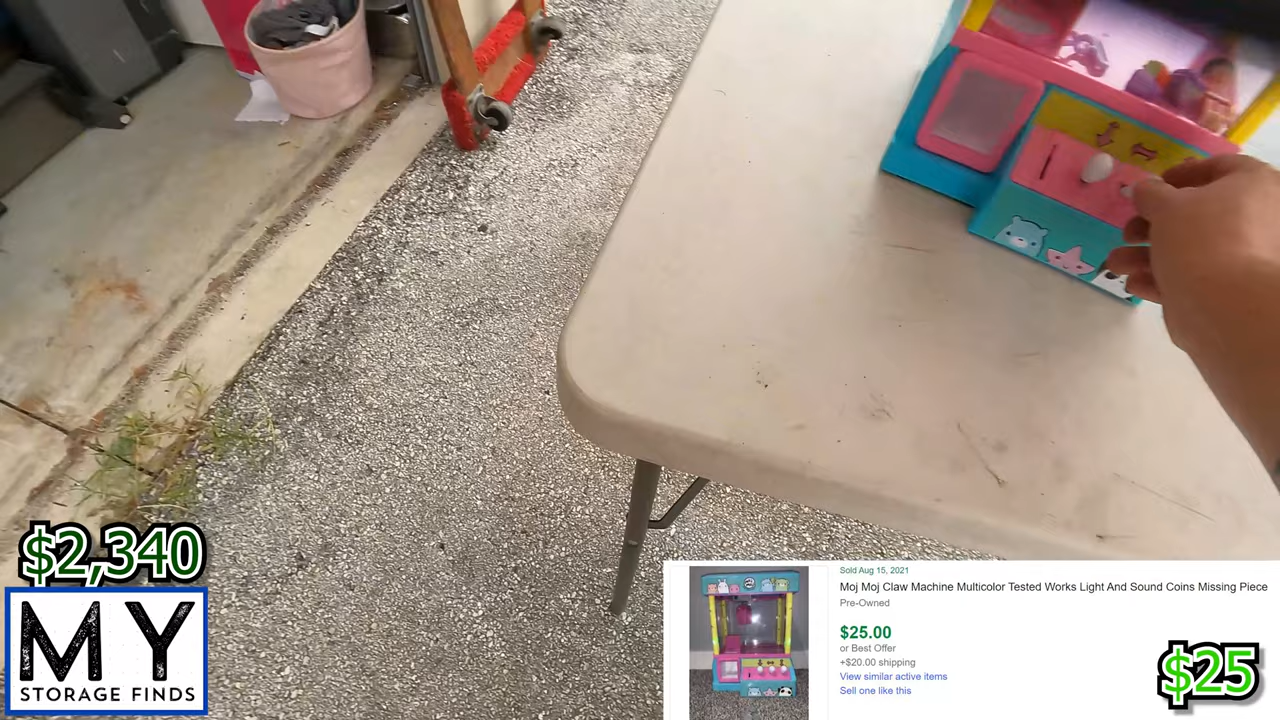 $2,340
MY
STORAGE FINDS
Sold Aug 15, 2021
Moj Moj Claw Machine Multicolor Tested Works Light And Sound Coins Missing Piece
Pre-Owned
$25.00
or Best Offer
+$20.00 shipping
View similar active items
Sell one like this
$25